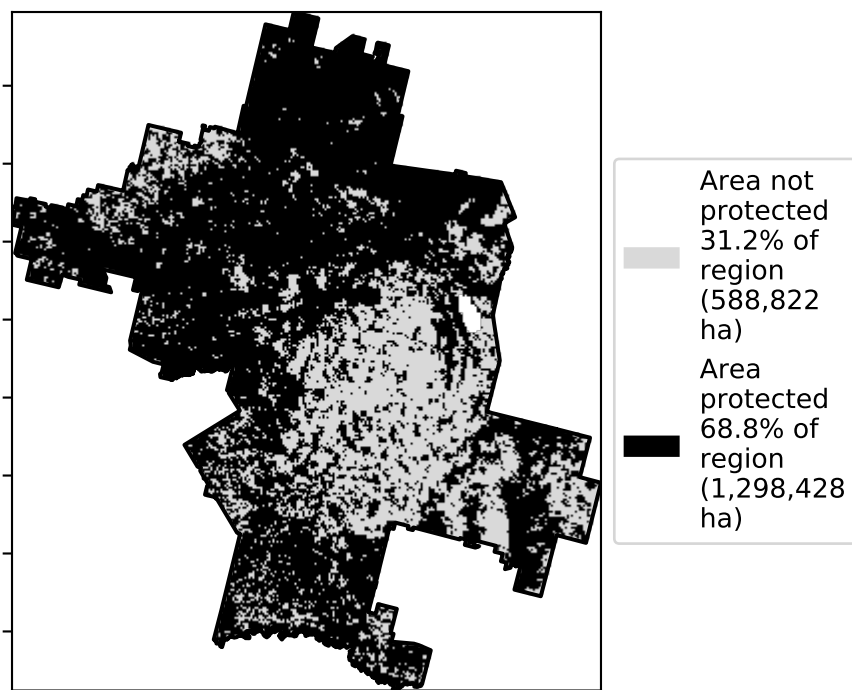 Area not
protected
31.2% of
region
(588,822
ha)
Area
protected
68.8% of
region
(1,298,428
ha)